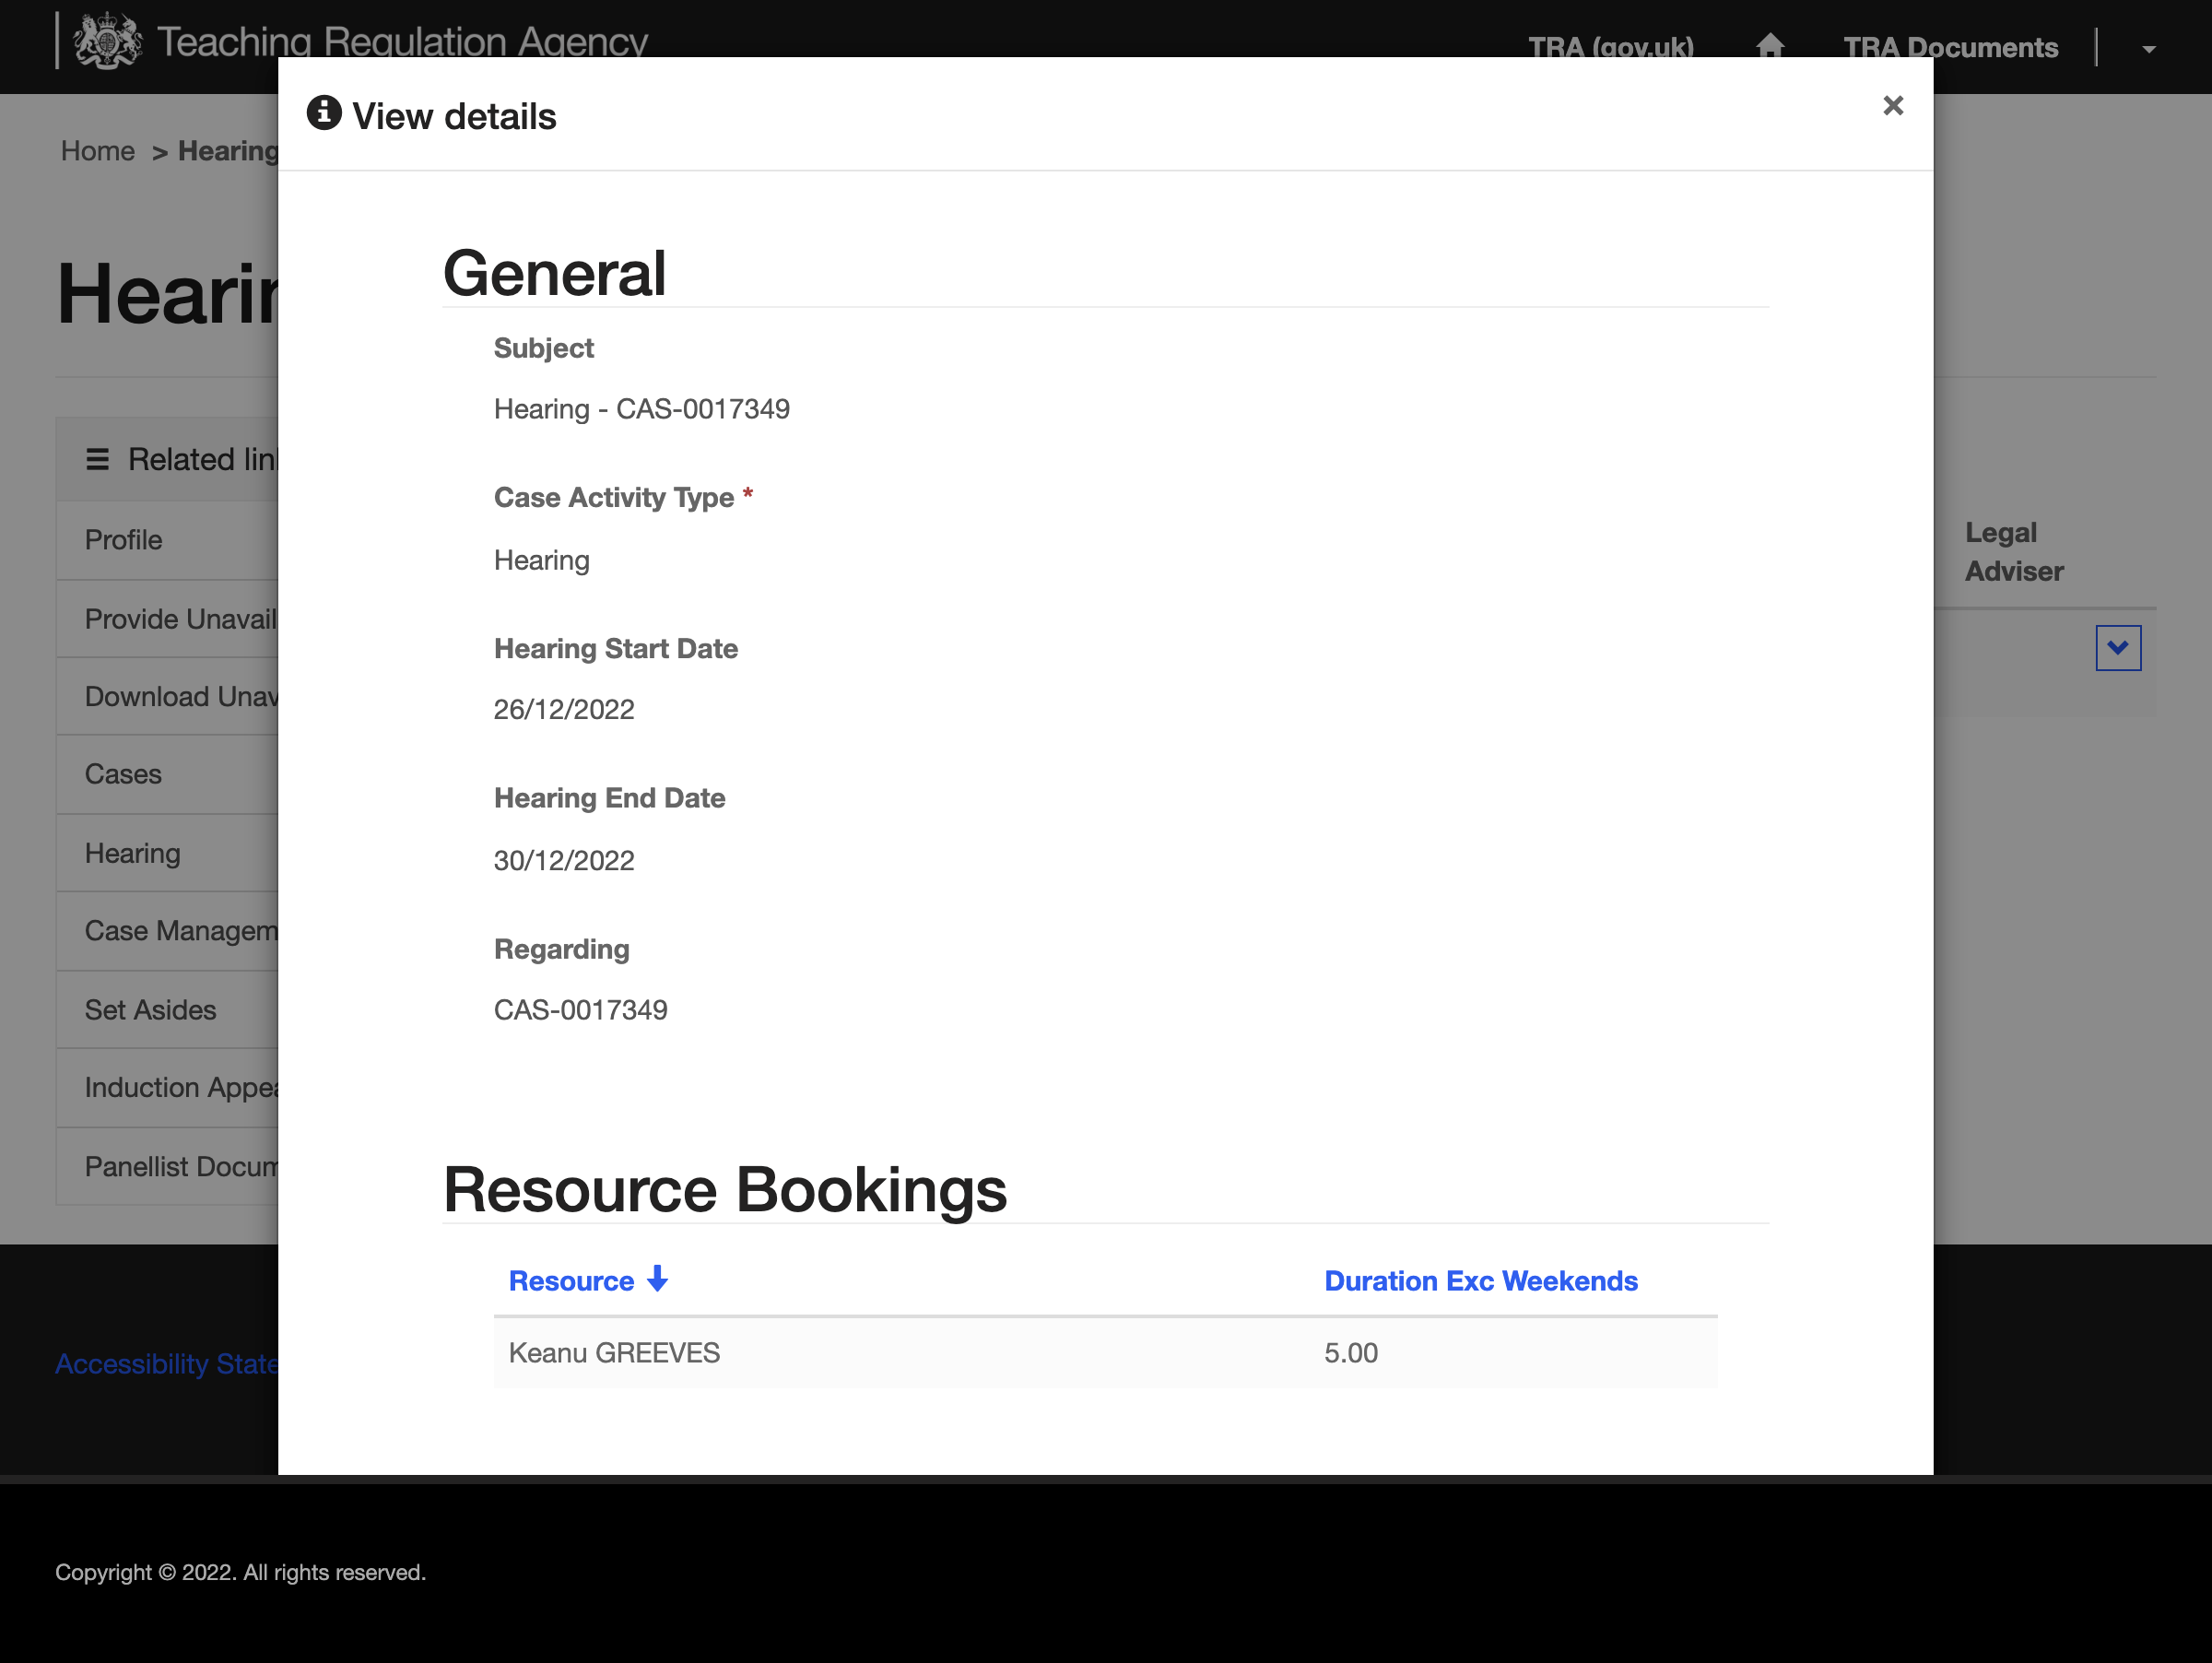 Teaching Regulation Agency
TRA (gov.uk)
TRA Documents
View details
×
Home > Hearing
General
Hearin
Subject
Hearing - CAS-0017349
Related lin
Case Activity Type *
Hearing
Profile
Legal
Adviser
Provide Unavail
Hearing Start Date
26/12/2022
Download Unav
Cases
Hearing End Date
30/12/2022
Hearing
Case Managem
Regarding
CAS-0017349
Set Asides
Induction Appea
Panellist Docum
Resource Bookings
Resource Duration Exc Weekends
Keanu GREEVES 5.00
Accessibility State
Copyright © 2022. All rights reserved.